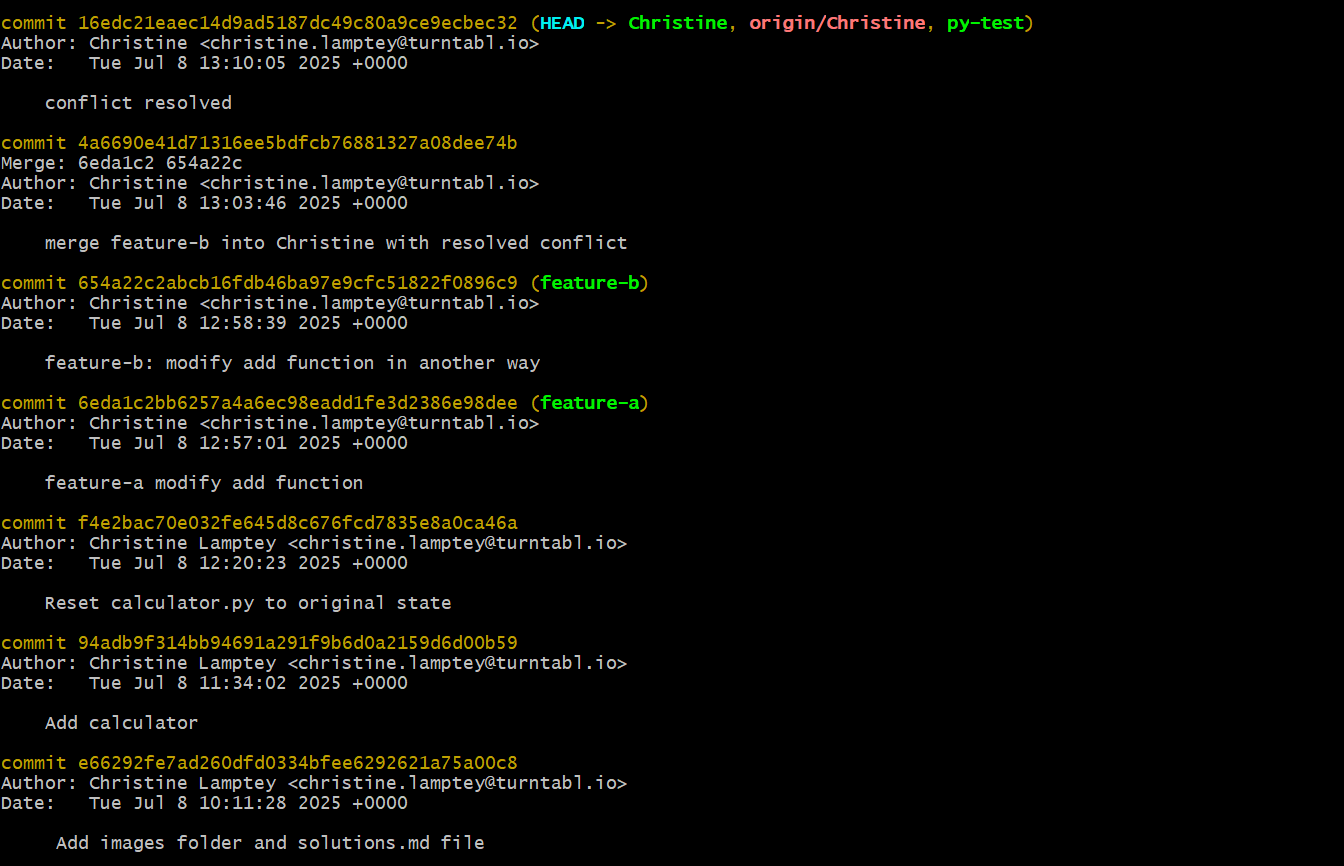 commit 16edc21eaec14d9ad5187dc49c80a9ce9ecbec32 (HEAD -> Christine, origin/Christine, py-test)
Author: Christine <christine.lamptey@turntabl.io>
Date:   Tue Jul 8 13:10:05 2025 +0000

    conflict resolved

commit 4a6690e41d71316ee5bdfcb76881327a08dee74b
Merge: 6eda1c2 654a22c
Author: Christine <christine.lamptey@turntabl.io>
Date:   Tue Jul 8 13:03:46 2025 +0000

    merge feature-b into Christine with resolved conflict

commit 654a22c2abcb16fdb46ba97e9cfc51822f0896c9 (feature-b)
Author: Christine <christine.lamptey@turntabl.io>
Date:   Tue Jul 8 12:58:39 2025 +0000

    feature-b: modify add function in another way

commit 6eda1c2bb6257a4a6ec98eadd1fe3d2386e98dee (feature-a)
Author: Christine <christine.lamptey@turntabl.io>
Date:   Tue Jul 8 12:57:01 2025 +0000

    feature-a modify add function

commit f4e2bac70e032fe645d8c676fcd7835e8a0ca46a
Author: Christine Lamptey <christine.lamptey@turntabl.io>
Date:   Tue Jul 8 12:20:23 2025 +0000

    Reset calculator.py to original state

commit 94adb9f314bb94691a291f9b6d0a2159d6d00b59
Author: Christine Lamptey <christine.lamptey@turntabl.io>
Date:   Tue Jul 8 11:34:02 2025 +0000

    Add calculator

commit e66292fe7ad260dfd0334bfee6292621a75a00c8
Author: Christine Lamptey <christine.lamptey@turntabl.io>
Date:   Tue Jul 8 10:11:28 2025 +0000

     Add images folder and solutions.md file